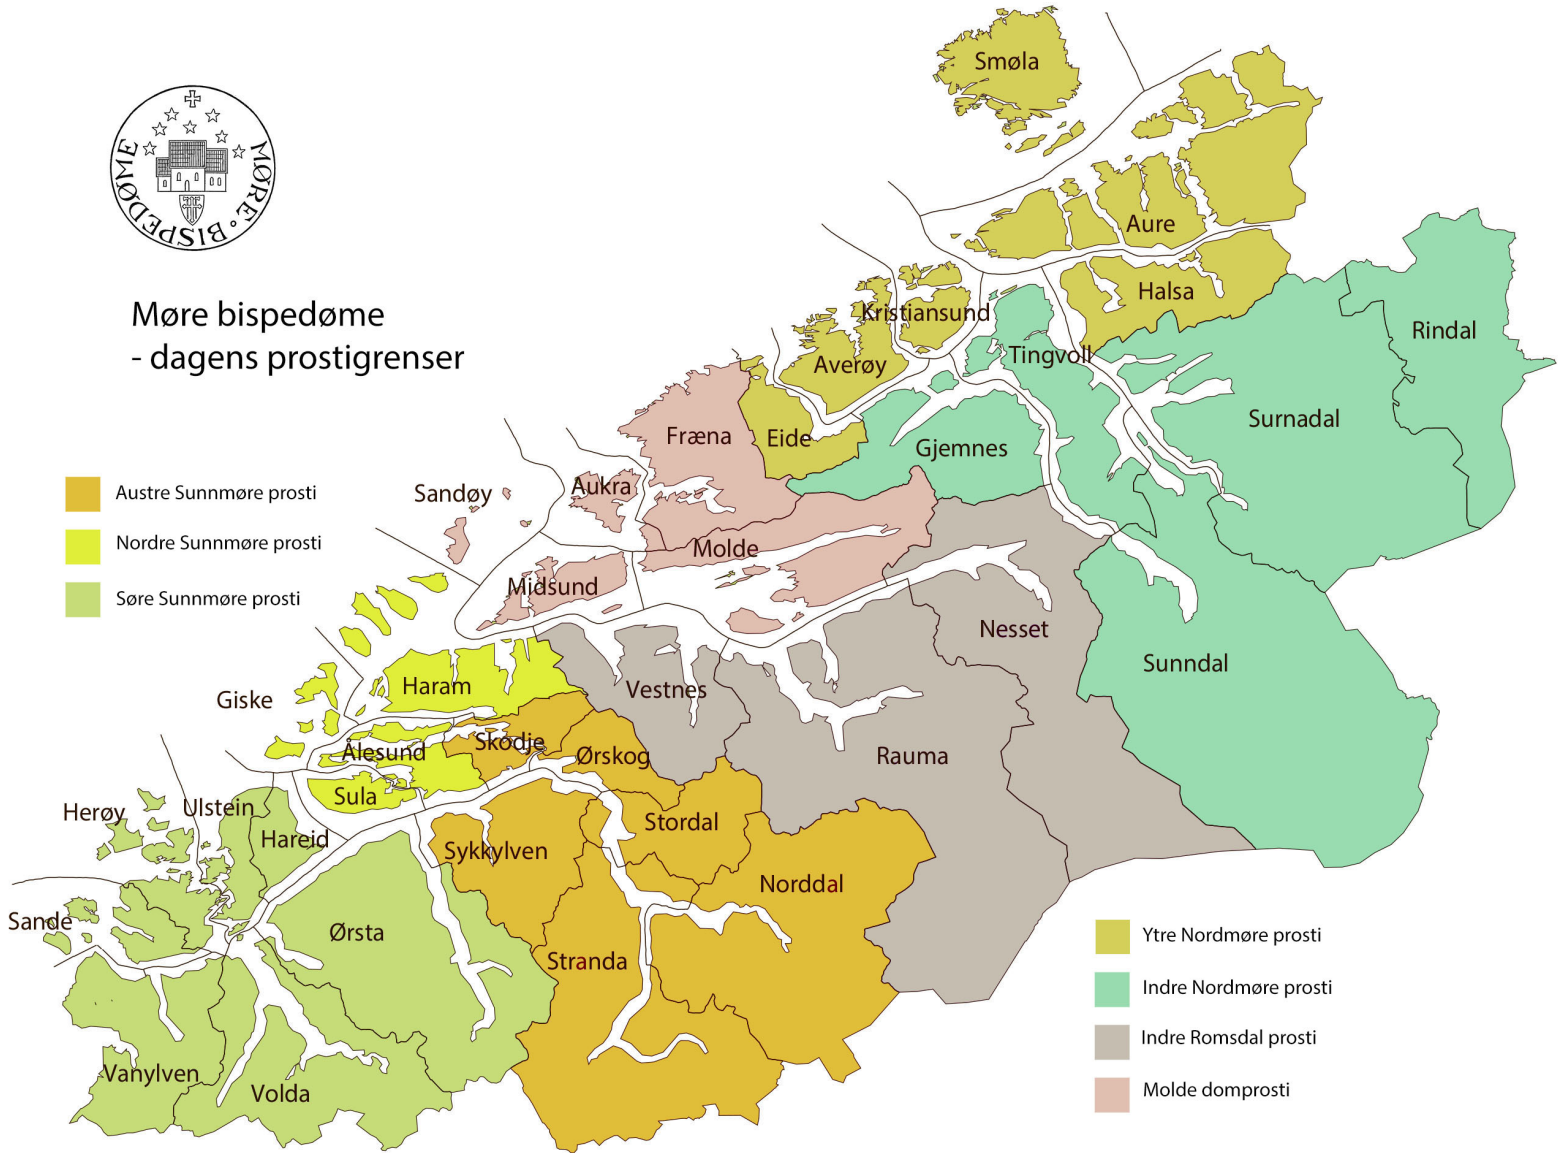 MØRE · BISPEDØME
Møre bispedøme
- dagens prostigrenser
Smøla
Aure
Halsa
Kristiansund
Rindal
Tingvoll
Averøy
Surnadal
Fræna
Eide
Gjemnes
Austre Sunnmøre prosti
Nordre Sunnmøre prosti
Søre Sunnmøre prosti
Sandøy
Aukra
Molde
Midsund
Nesset
Sunndal
Giske
Haram
Vestnes
Skodje
Ålesund
Ørskog
Rauma
Sula
Herøy
Ulstein
Hareid
Stordal
Sykkylven
Norddal
Sande
Ørsta
Stranda
Vanylven
Volda
Ytre Nordmøre prosti
Indre Nordmøre prosti
Indre Romsdal prosti
Molde domprosti